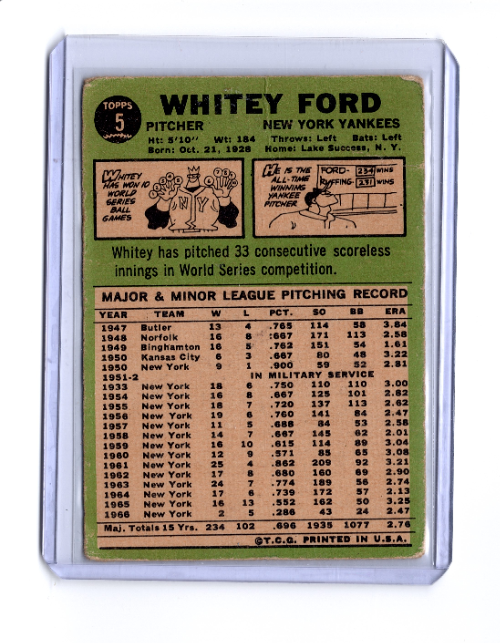 TOPPS
5
WHITEY FORD
PITCHER NEW YORK YANKEES
Ht: 5'10" Wt: 184 Throws: Left Bats: Left
Born: Oct. 21, 1928 Home: Lake Success, N. Y.
WHITEY
HAS WON 10
WORLD
SERIES
BALL
GAMES
NY
HE IS THE
ALL-TIME
WINNING
YANKEE
PITCHER
FORD- 234 WINS
RUFFING- 231 WINS
Whitey has pitched 33 consecutive scoreless
innings in World Series competition.
MAJOR & MINOR LEAGUE PITCHING RECORD
YEAR TEAM W L PCT. SO BB ERA
1947 Butler 13 4 .765 114 58 3.84
1948 Norfolk 16 8 .667 171 113 2.58
1949 Binghamton 16 5 .762 151 54 1.61
1950 Kansas City 6 3 .667 80 48 3.22
1950 New York 9 1 .900 59 52 2.81
1951-2 IN MILITARY SERVICE
1933 New York 18 6 .750 110 110 3.00
1954 New York 16 8 .667 125 101 2.82
1955 New York 18 7 .720 137 113 2.62
1956 New York 19 6 .760 141 84 2.47
1957 New York 11 5 .688 84 53 2.58
1958 New York 14 7 .667 145 62 2.01
1959 New York 16 10 .615 114 89 3.04
1960 New York 12 9 .571 85 65 3.08
1961 New York 25 4 .862 209 92 3.21
1962 New York 17 8 .680 160 69 2.90
1963 New York 24 7 .774 189 56 2.74
1964 New York 17 6 .739 172 57 2.13
1965 New York 16 13 .552 162 50 3.25
1966 New York 2 5 .286 43 24 2.47
Maj. Totals 15 Yrs. 234 102 .696 1935 1077 2.76
©T.C.G. PRINTED IN U.S.A.